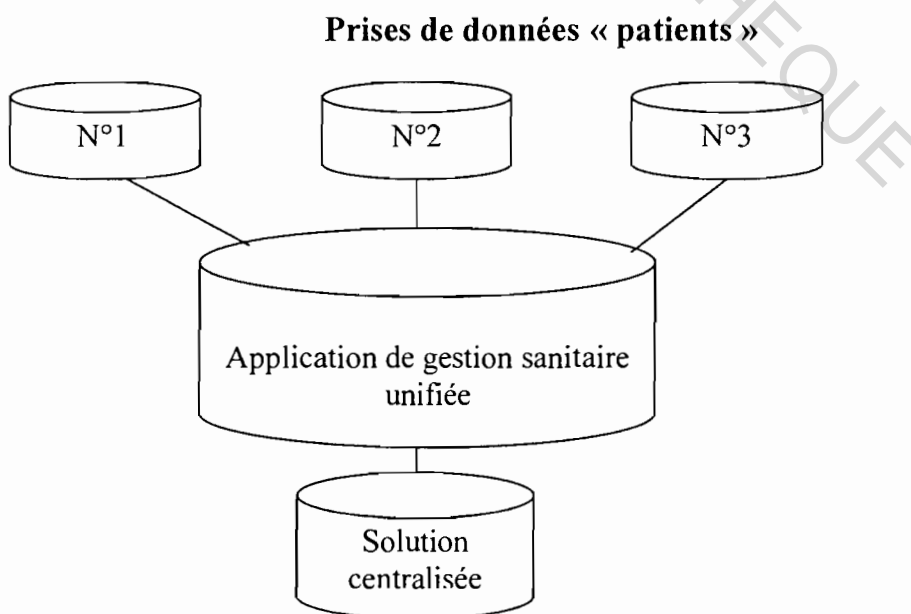 Prises de données « patients »
N°1
N°2
N°3
Application de gestion sanitaire
unifiée
Solution
centralisée